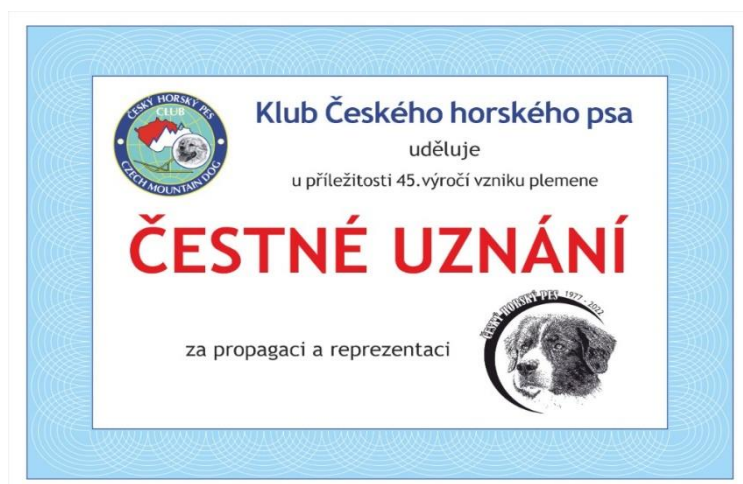 ČESKÝ HORSKÝ PES
CLUB
CZECH MOUNTAIN DOG
Klub Českého horského psa
uděluje
u příležitosti 45.výročí vzniku plemene
ČESTNÉ UZNÁNÍ
ČESKÝ HORSKÝ PES 1977 - 2022
za propagaci a reprezentaci